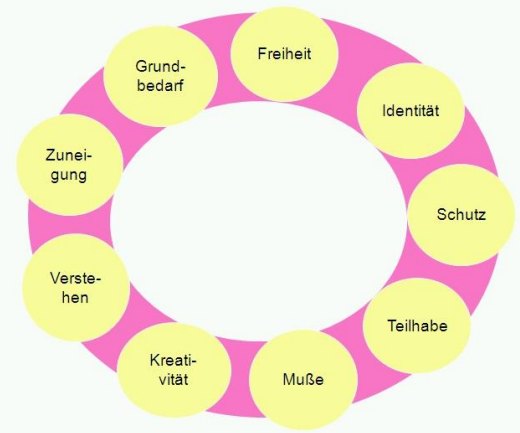 Freiheit
Identität
Schutz
Teilhabe
Muße
Kreati-
vität
Verste-
hen
Zunei-
gung
Grund-
bedarf